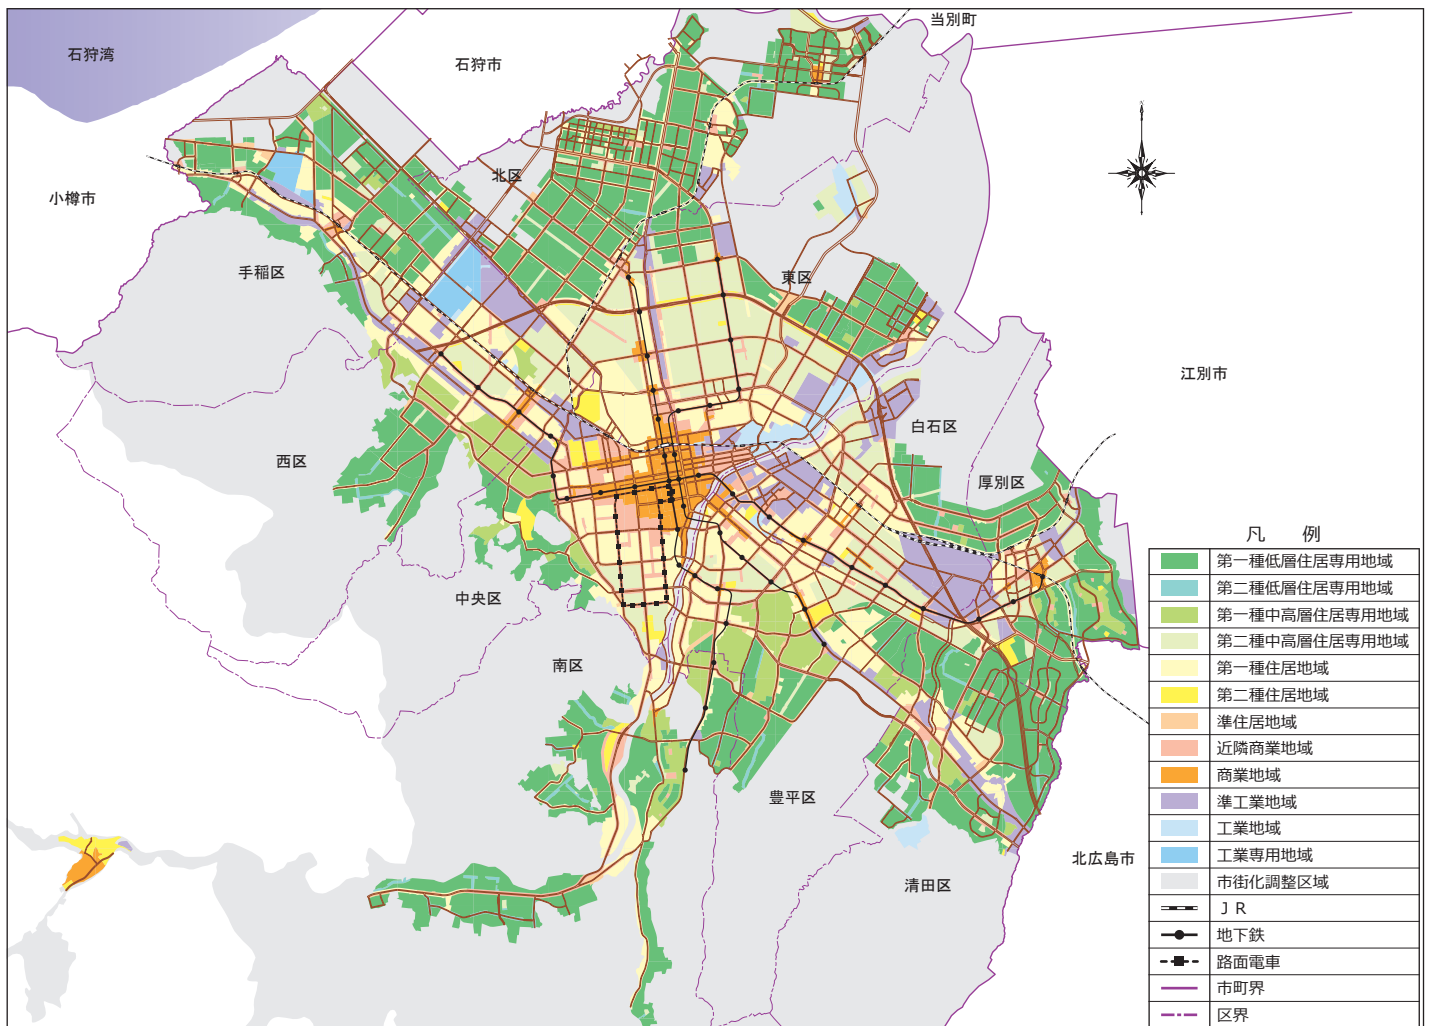 当別町
石狩湾
石狩市
北区
小樽市
手稲区
東区
江別市
白石区
西区
厚別区
中央区
南区
豊平区
北広島市
清田区
凡 例
第一種低層住居専用地域
第二種低層住居専用地域
第一種中高層住居専用地域
第二種中高層住居専用地域
第一種住居地域
第二種住居地域
準住居地域
近隣商業地域
商業地域
準工業地域
工業地域
工業専用地域
市街化調整区域
ＪＲ
地下鉄
路面電車
市町界
区界